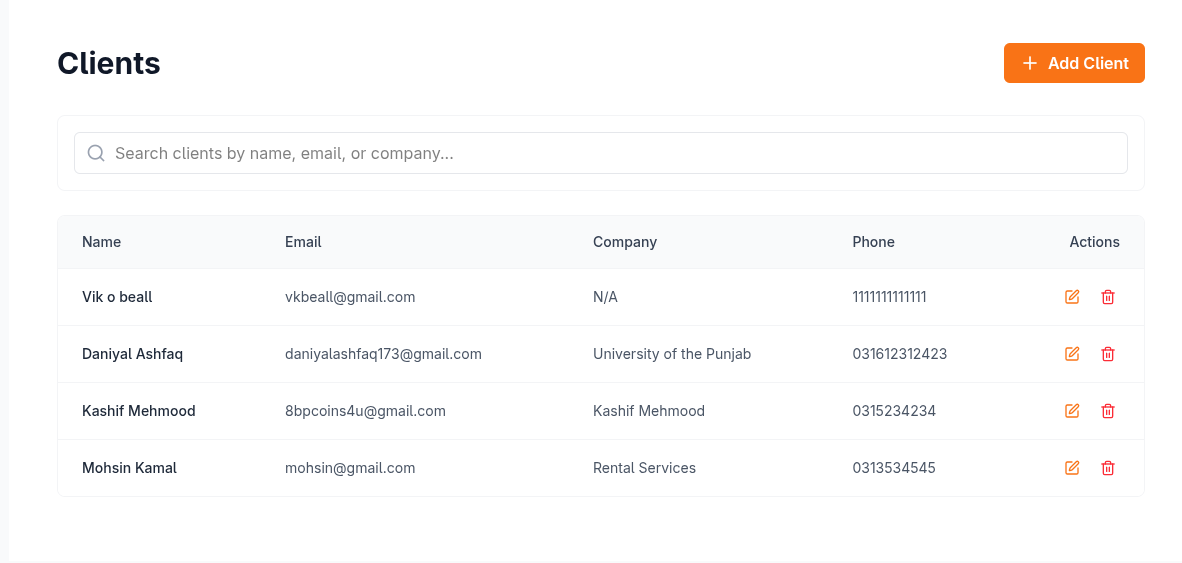 Clients
Add Client
Search clients by name, email, or company...
Name Email Company Phone Actions
Vik o beall vkbeall@gmail.com N/A 1111111111111
Daniyal Ashfaq daniyalashfaq173@gmail.com University of the Punjab 031612312423
Kashif Mehmood 8bpcoins4u@gmail.com Kashif Mehmood 0315234234
Mohsin Kamal mohsin@gmail.com Rental Services 0313534545